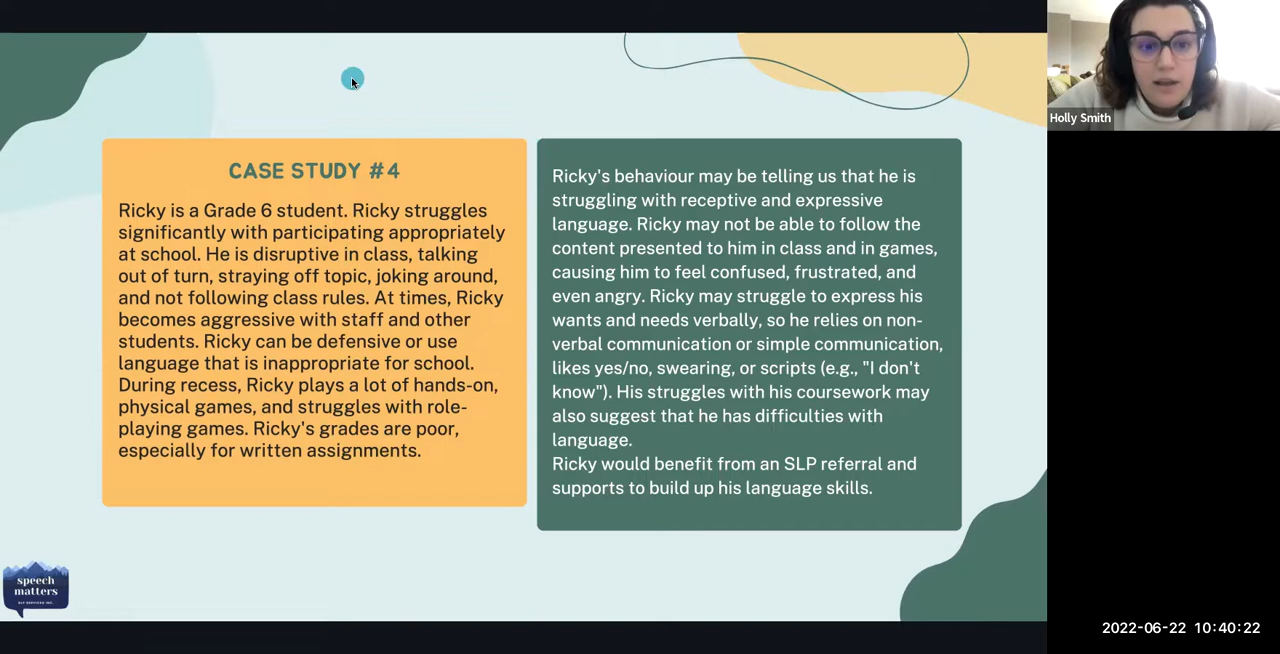 CASE STUDY #4
Ricky is a Grade 6 student. Ricky struggles
significantly with participating appropriately
at school. He is disruptive in class, talking
out of turn, straying off topic, joking around,
and not following class rules. At times, Ricky
becomes aggressive with staff and other
students. Ricky can be defensive or use
language that is inappropriate for school.
During recess, Ricky plays a lot of hands-on,
physical games, and struggles with role-
playing games. Ricky's grades are poor,
especially for written assignments.
Ricky's behaviour may be telling us that he is
struggling with receptive and expressive
language. Ricky may not be able to follow the
content presented to him in class and in games,
causing him to feel confused, frustrated, and
even angry. Ricky may struggle to express his
wants and needs verbally, so he relies on non-
verbal communication or simple communication,
likes yes/no, swearing, or scripts (e.g., "I don't
know"). His struggles with his coursework may
also suggest that he has difficulties with
language.
Ricky would benefit from an SLP referral and
supports to build up his language skills.
speech
matters
SLP SERVICES INC.
Holly Smith
2022-06-22 10:40:22